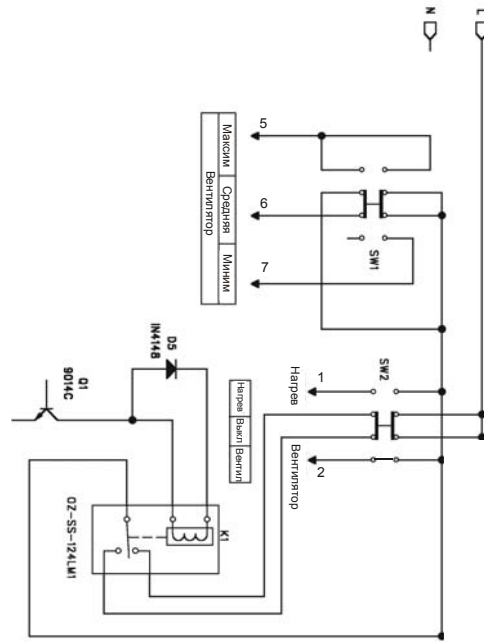 N
L
5
Максим
6
Средняя
7
Миним
Вентилятор
SW1
D5
IN4148
Q1
9014C
1
Нагрев
SW2
Нагрев
Выкл
Вентил
2
Вентилятор
K1
OZ-SS-124LM1